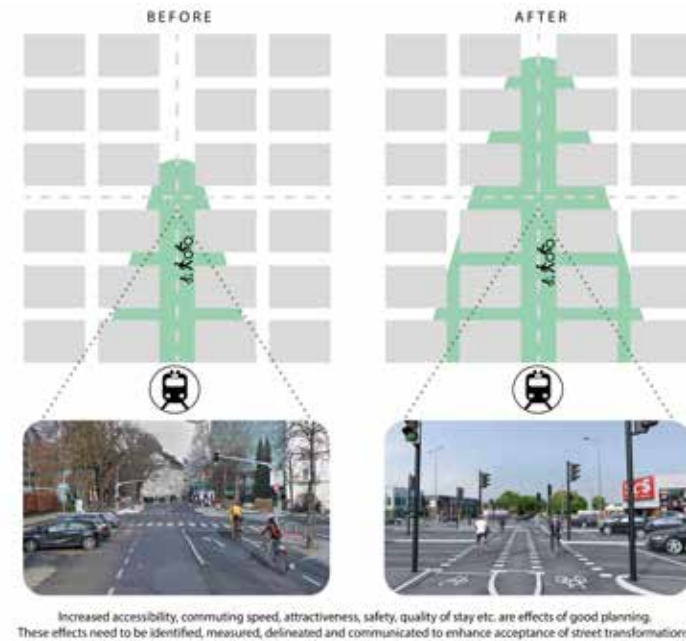 BEFORE
AFTER
Increased accessibility, commuting speed, attractiveness, safety, quality of stay etc. are effects of good planning.
These effects need to be identified, measured, delineated and communicated to enhance acceptance of street transformation